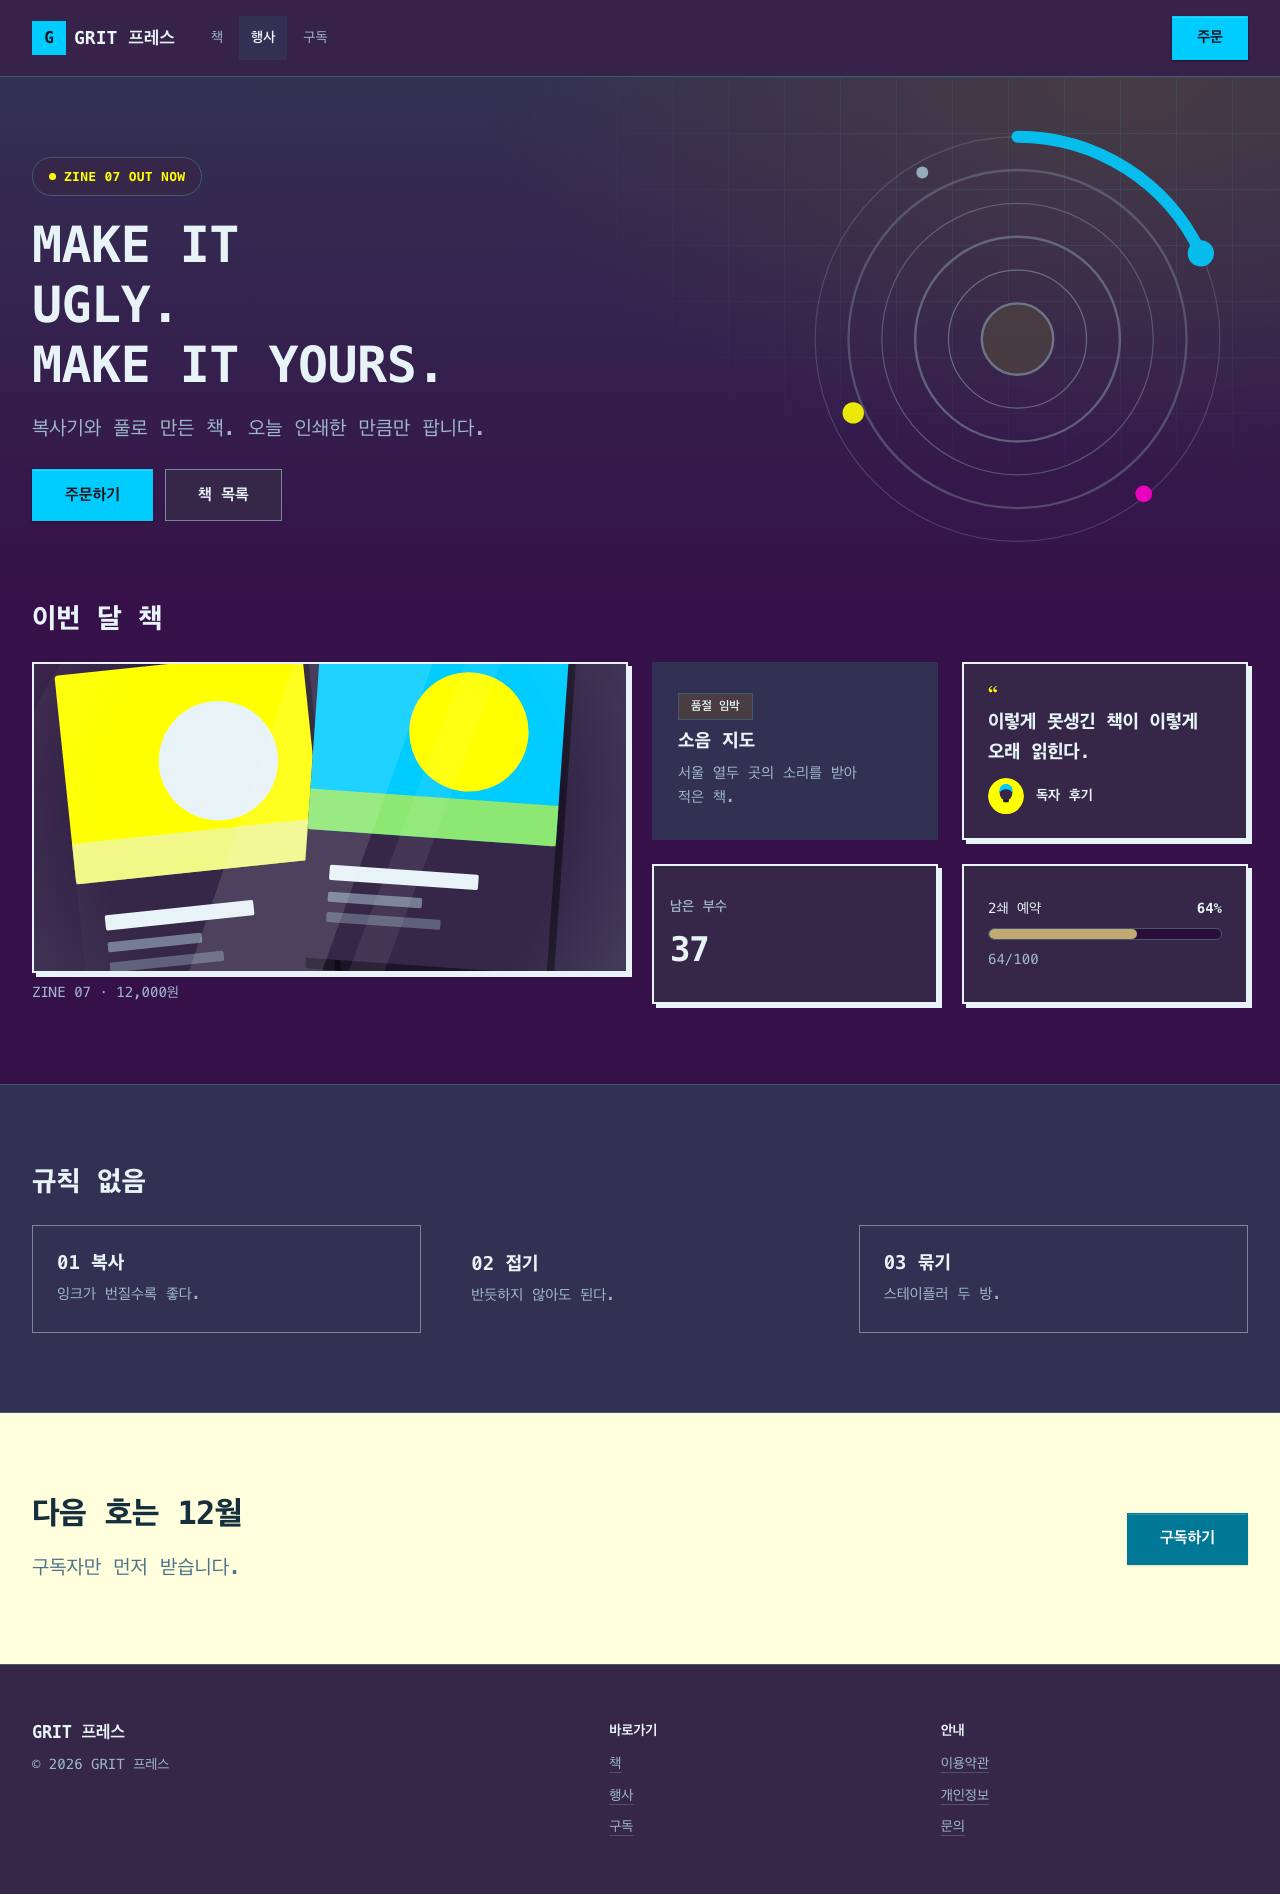 G GRIT 프레스 책 행사 구독 주문
ZINE 07 OUT NOW
MAKE IT
UGLY.
MAKE IT YOURS.
복사기와 풀로 만든 책. 오늘 인쇄한 만큼만 팝니다.
주문하기 책 목록
이번 달 책
ZINE 07 · 12,000원
품절 임박
소음 지도
서울 열두 곳의 소리를 받아
적은 책.
“
이렇게 못생긴 책이 이렇게
오래 읽힌다.
독자 후기
남은 부수
37
2쇄 예약 64%
64/100
규칙 없음
01 복사
잉크가 번질수록 좋다.
02 접기
반듯하지 않아도 된다.
03 묶기
스테이플러 두 방.
다음 호는 12월
구독자만 먼저 받습니다.
구독하기
GRIT 프레스
© 2026 GRIT 프레스
바로가기
책
행사
구독
안내
이용약관
개인정보
문의